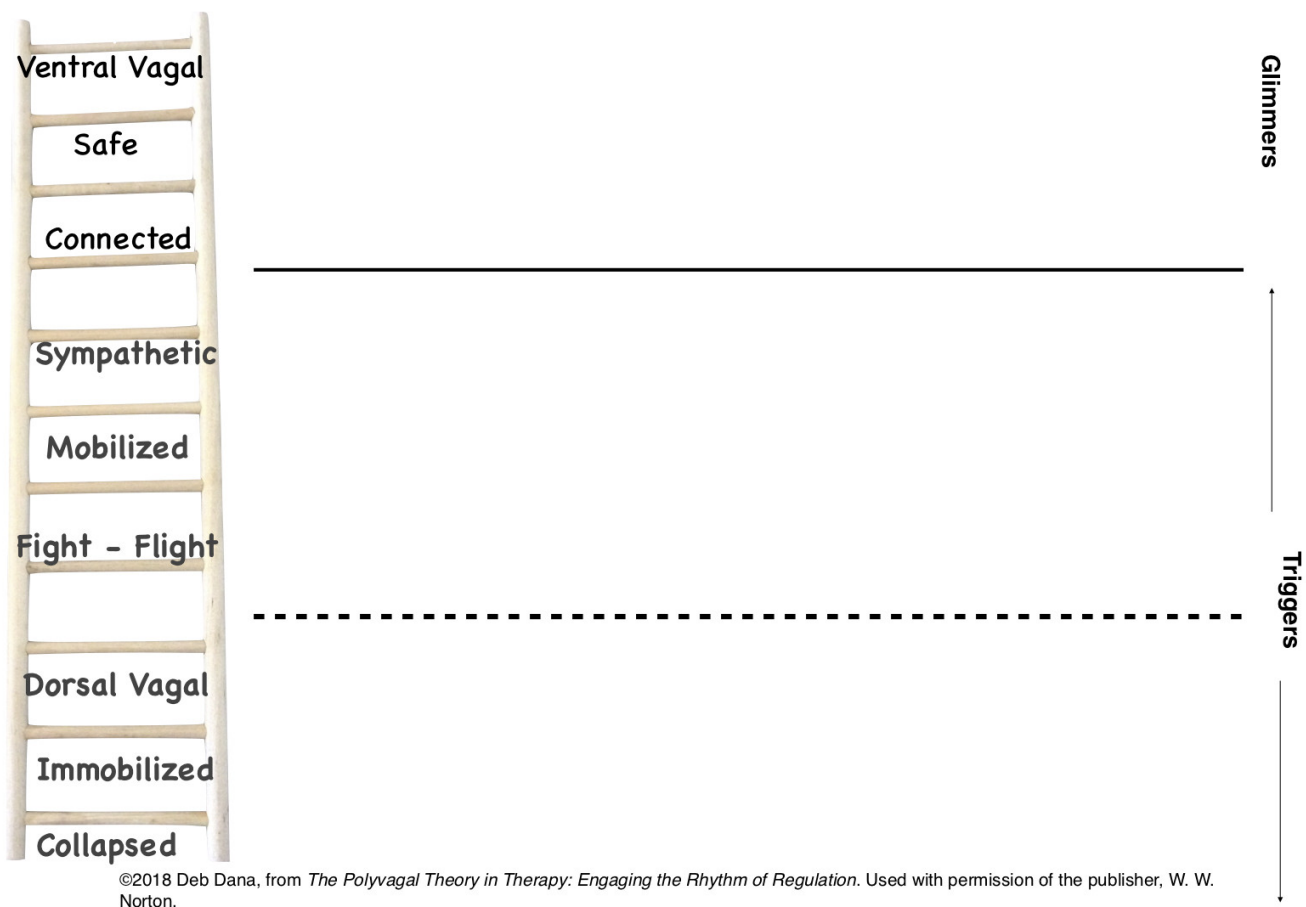 Ventral Vagal
Safe
Connected
Sympathetic
Mobilized
Fight - Flight
Dorsal Vagal
Immobilized
Collapsed
Glimmers
Triggers
©2018 Deb Dana, from The Polyvagal Theory in Therapy: Engaging the Rhythm of Regulation. Used with permission of the publisher, W. W.
Norton.